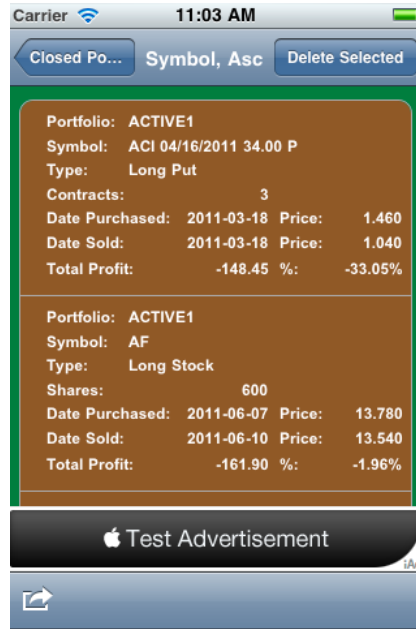 Carrier 11:03 AM
Closed Po... Symbol, Asc Delete Selected
Portfolio: ACTIVE1
Symbol: ACI 04/16/2011 34.00 P
Type: Long Put
Contracts: 3
Date Purchased: 2011-03-18 Price: 1.460
Date Sold: 2011-03-18 Price: 1.040
Total Profit: -148.45 %: -33.05%
Portfolio: ACTIVE1
Symbol: AF
Type: Long Stock
Shares: 600
Date Purchased: 2011-06-07 Price: 13.780
Date Sold: 2011-06-10 Price: 13.540
Total Profit: -161.90 %: -1.96%
Test Advertisement